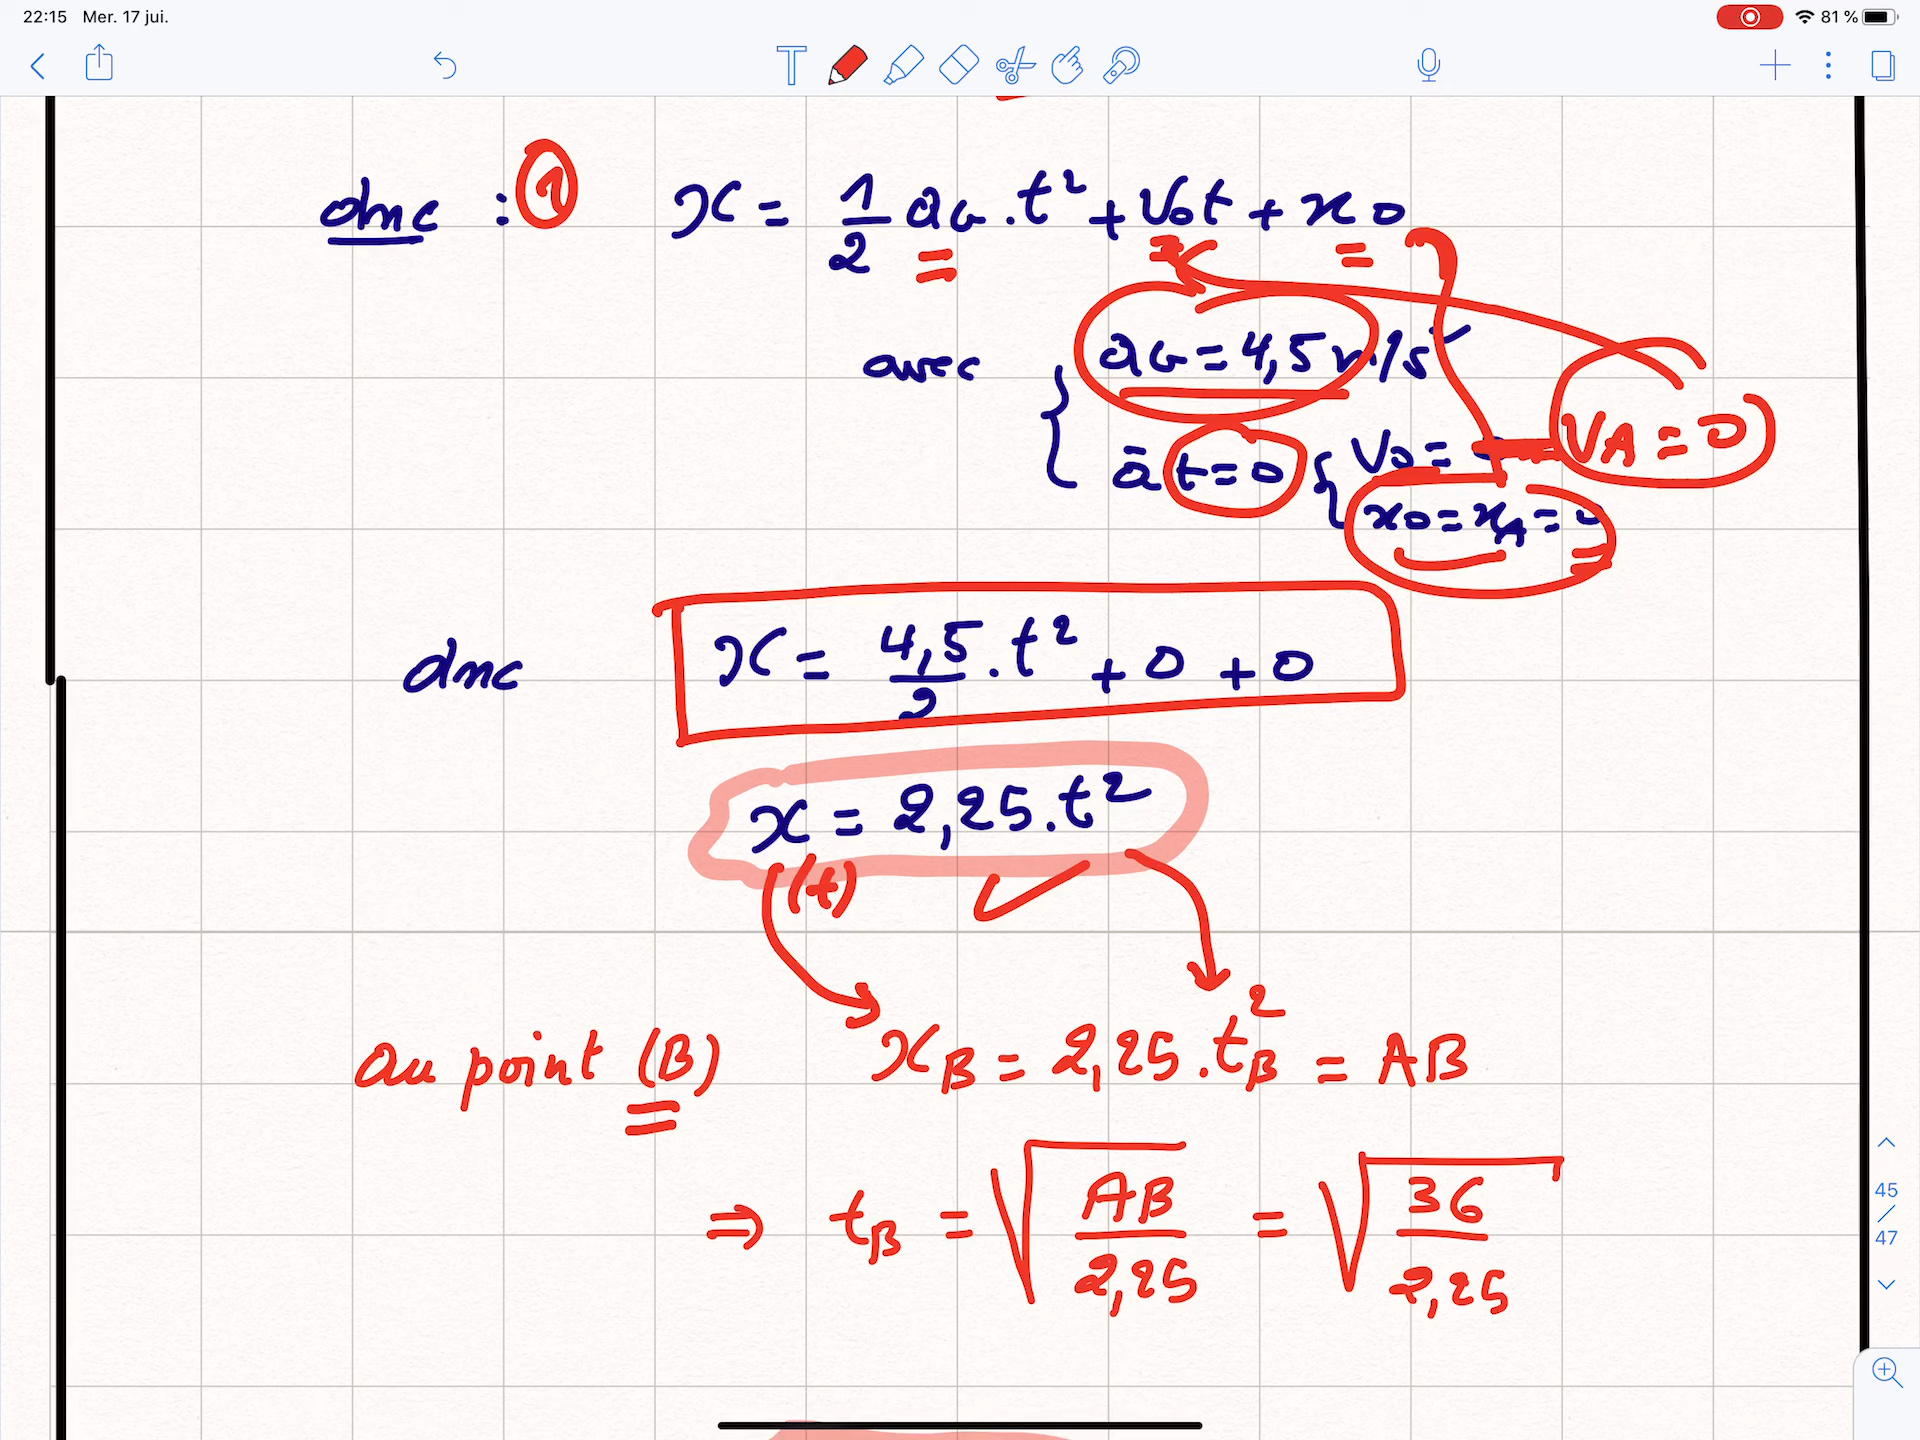 22:15 Mer. 17 jui. 81 %
donc : 1 x = 1/2 aG . t² + V0t + x0
avec { aG = 4,5 m/s²
à t = 0 { V0 = VA = 0
x0 = xA = 0
donc x = 4,5/2 . t² + 0 + 0
x = 2,25 . t²
(t)
au point (B) xB = 2,25 . tB² = AB
⇒ tB = √(AB/2,25) = √(36/2,25)
45
/
47